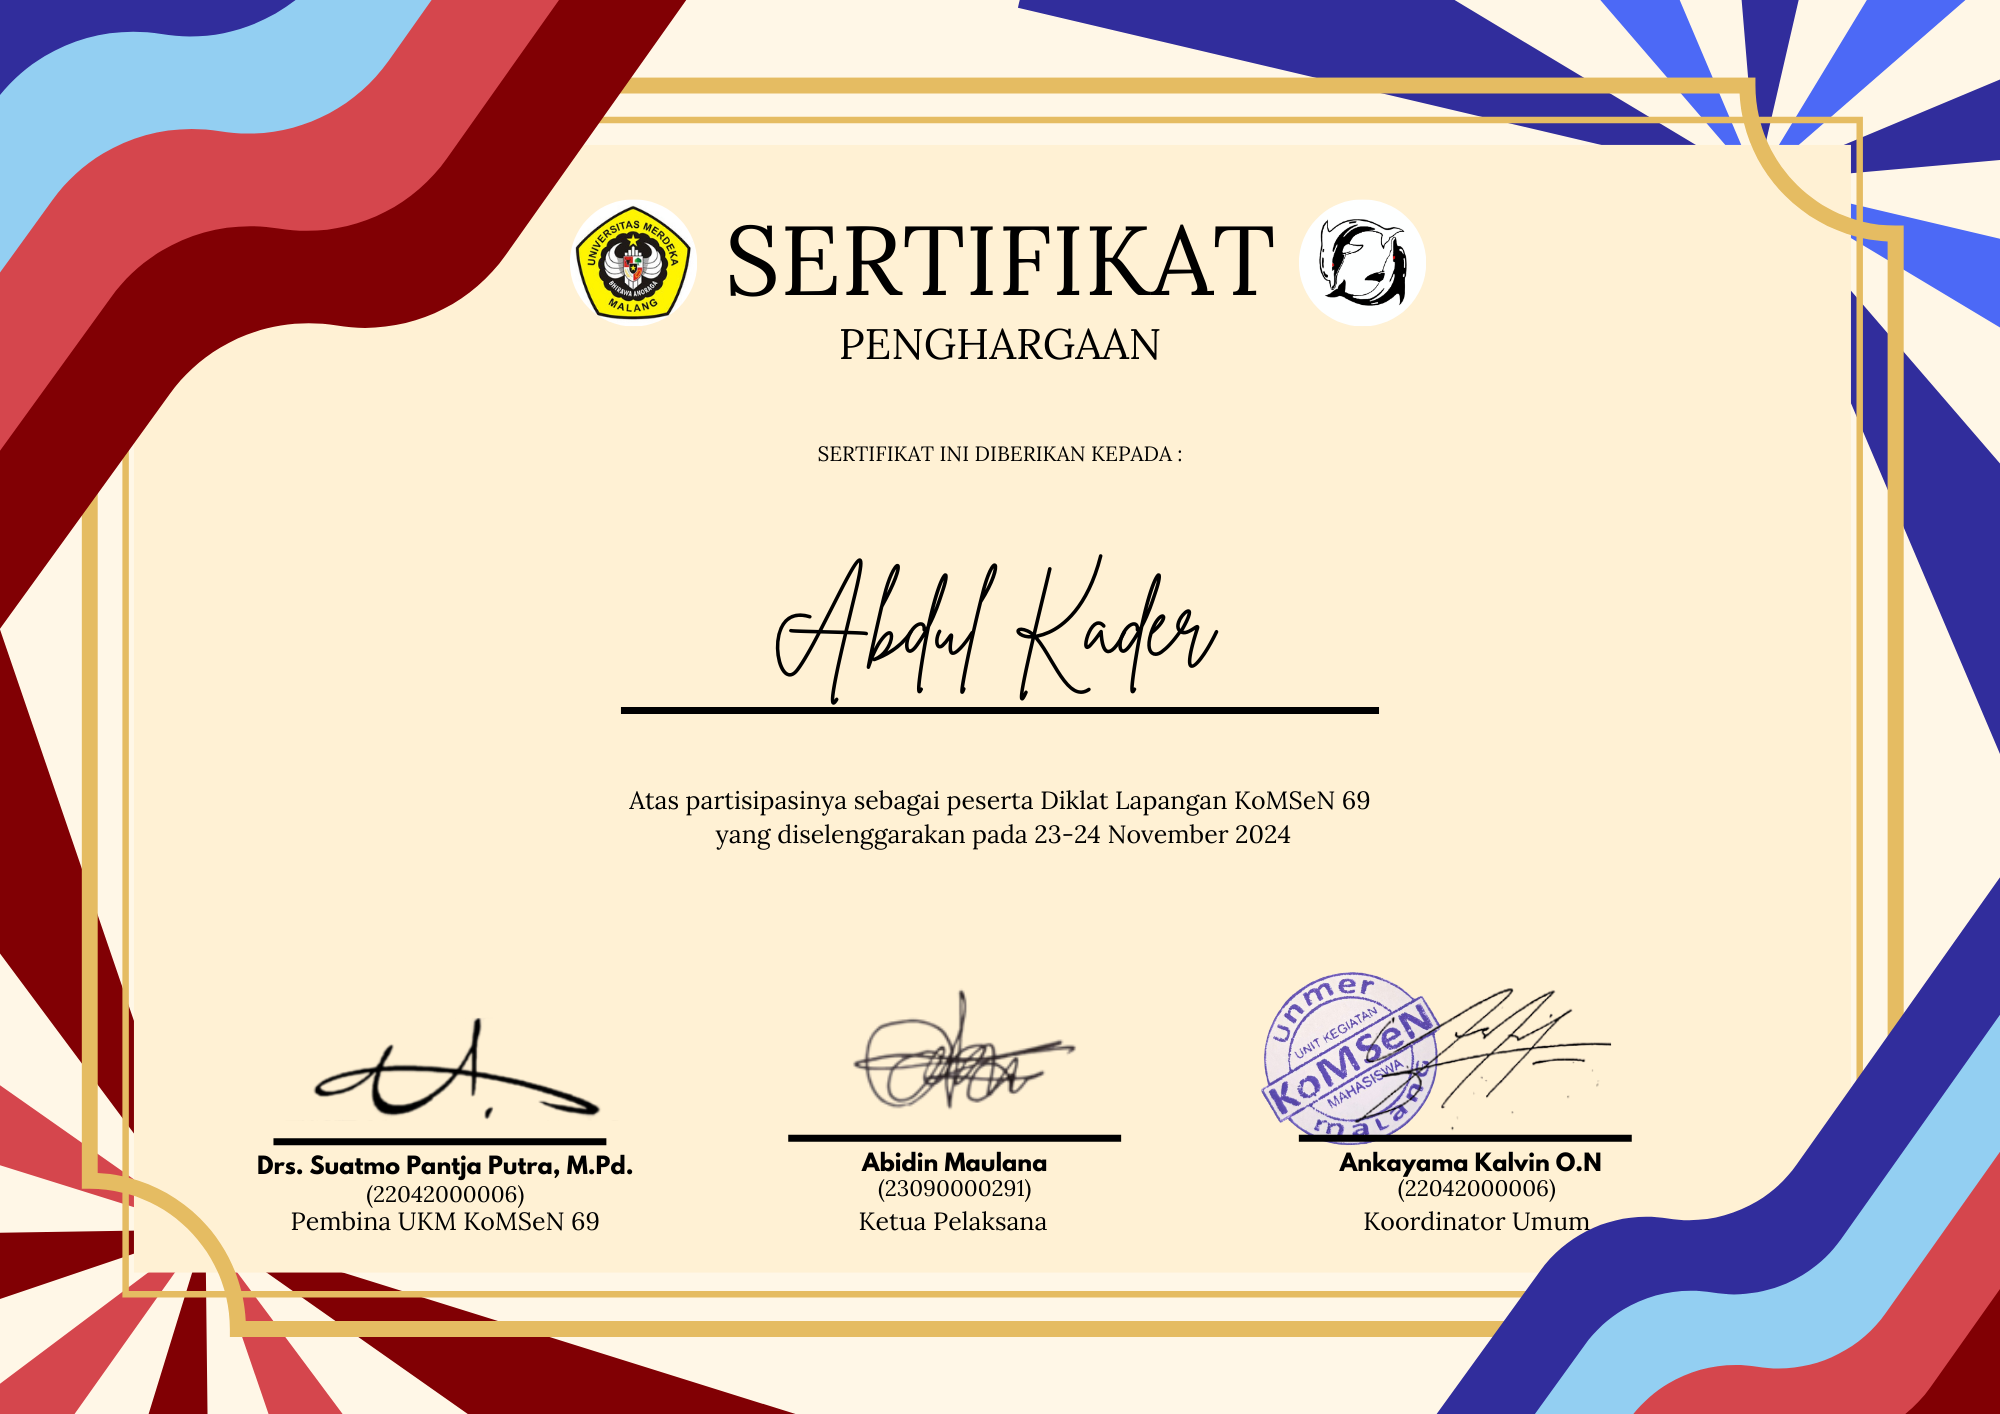 UNIVERSITAS MERDEKA
BHIRAWA ANORAGA
MALANG
SERTIFIKAT
PENGHARGAAN
SERTIFIKAT INI DIBERIKAN KEPADA :
Abdul Kader
Atas partisipasinya sebagai peserta Diklat Lapangan KoMSeN 69
yang diselenggarakan pada 23-24 November 2024
unmer
UNIT KEGIATAN
KoMSeN
MAHASISWA
malang
Drs. Suatmo Pantja Putra, M.Pd.
(22042000006)
Pembina UKM KoMSeN 69
Abidin Maulana
(23090000291)
Ketua Pelaksana
Ankayama Kalvin O.N
(22042000006)
Koordinator Umum